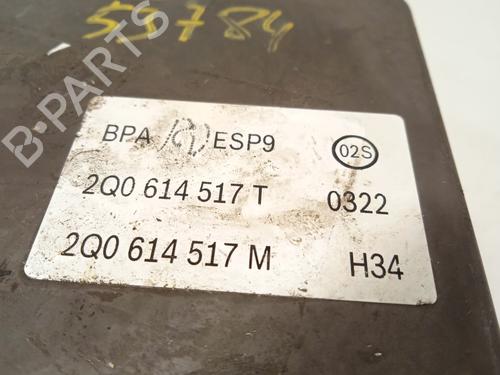 55784
BPA ESP9 02S
2Q0 614 517 T 0322
2Q0 614 517 M H34
B-PARTS